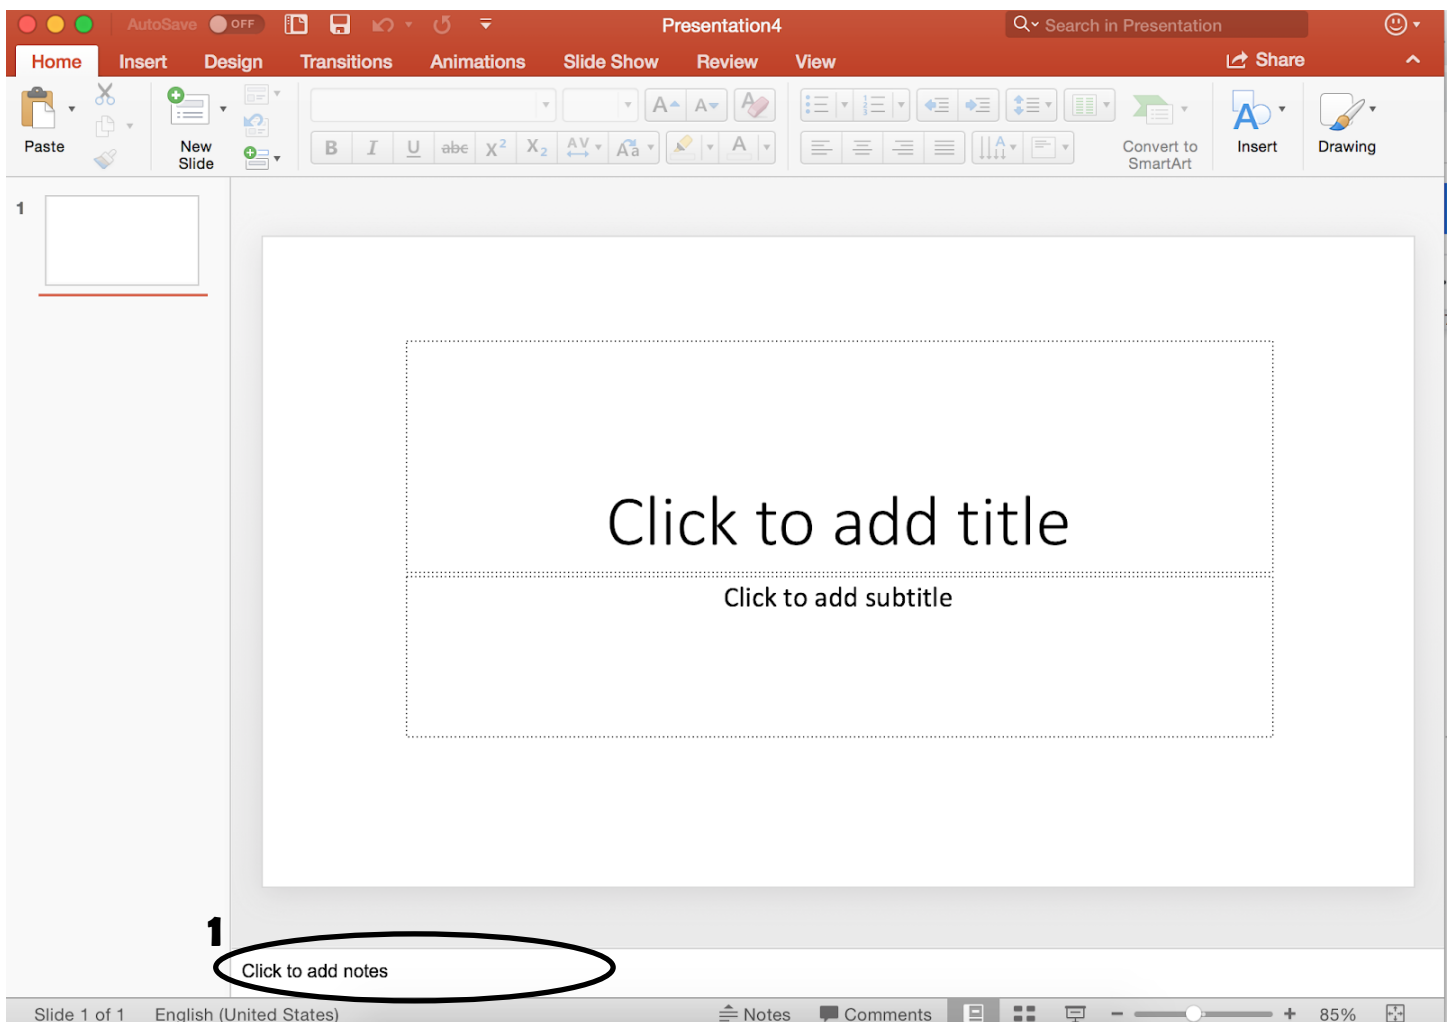 AutoSave OFF Presentation4 Search in Presentation
Home Insert Design Transitions Animations Slide Show Review View Share
Paste
New
Slide
A A A
B I U abc X2 X2 AV Aa A
Convert to
SmartArt
A
Insert
Drawing
1
Click to add title
Click to add subtitle
1
Click to add notes
Slide 1 of 1 English (United States) Notes Comments 85%